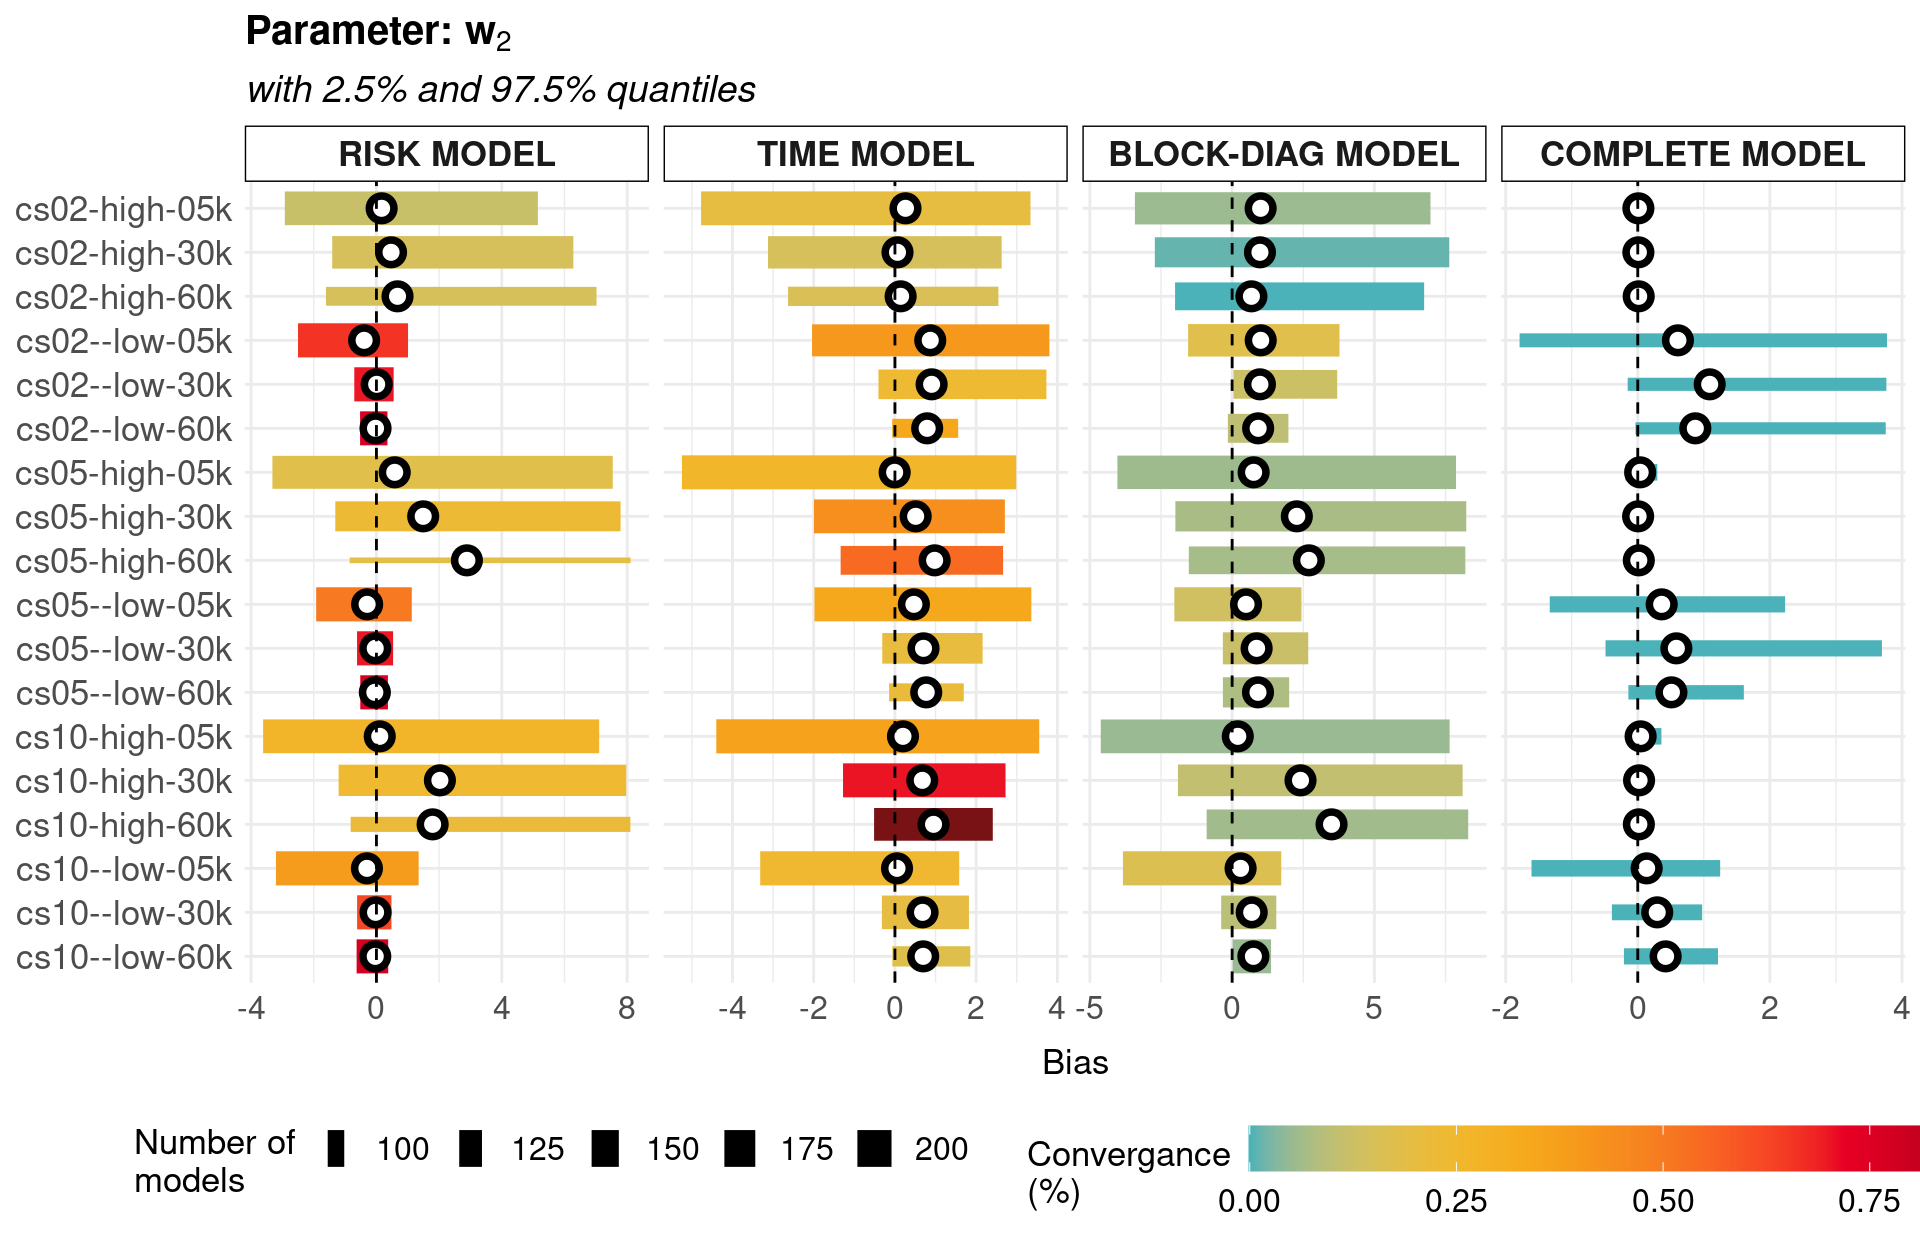 Parameter: w₂
with 2.5% and 97.5% quantiles
RISK MODEL TIME MODEL BLOCK-DIAG MODEL COMPLETE MODEL
cs02-high-05k
cs02-high-30k
cs02-high-60k
cs02--low-05k
cs02--low-30k
cs02--low-60k
cs05-high-05k
cs05-high-30k
cs05-high-60k
cs05--low-05k
cs05--low-30k
cs05--low-60k
cs10-high-05k
cs10-high-30k
cs10-high-60k
cs10--low-05k
cs10--low-30k
cs10--low-60k
-4 0 4 8 -4 -2 0 2 4 -5 0 5 -2 0 2 4
Bias
Number of models 100 125 150 175 200
Convergance (%) 0.00 0.25 0.50 0.75